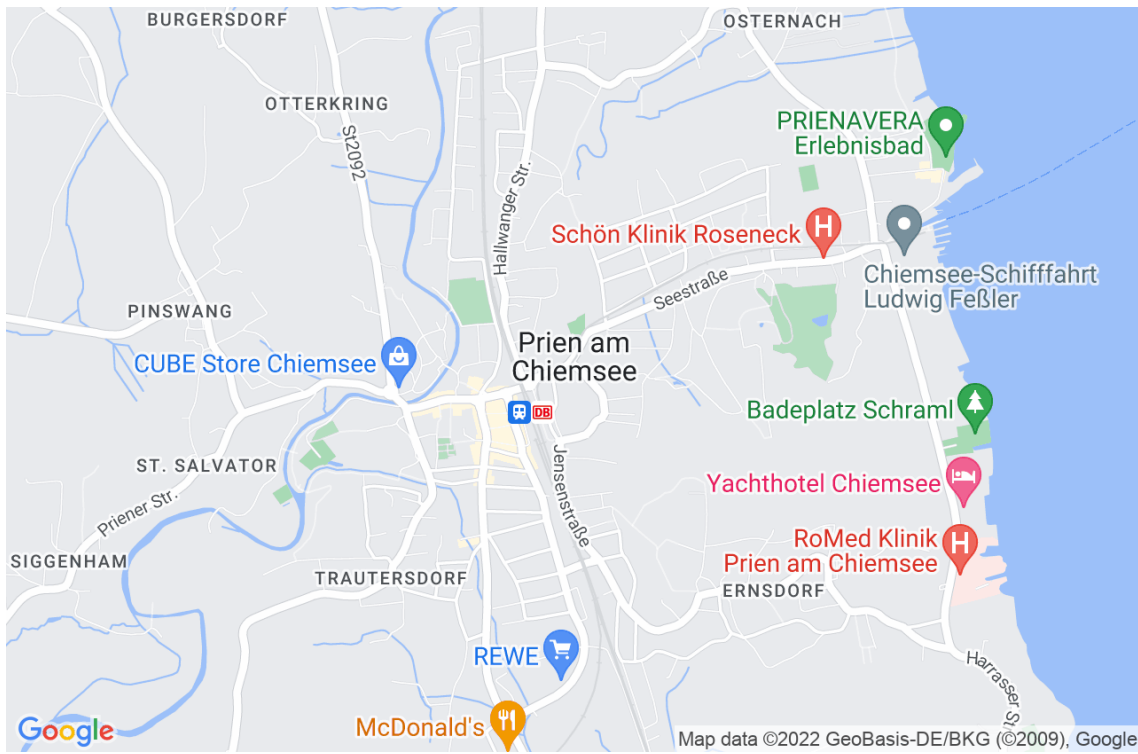 BURGERSDORF
OSTERNACH
OTTERKRING
St2092
Hallwanger Str.
PRIENAVERA
Erlebnisbad
Schön Klinik Roseneck
H
Chiemsee-Schifffahrt
Ludwig Feßler
Seestraße
PINSWANG
CUBE Store Chiemsee
Prien am
Chiemsee
DB
Badeplatz Schraml
Jensenstraße
ST. SALVATOR
Priener Str.
Yachthotel Chiemsee
RoMed Klinik
Prien am Chiemsee
H
SIGGENHAM
TRAUTERSDORF
ERNSDORF
REWE
Harrasser St
McDonald's
Google
Map data ©2022 GeoBasis-DE/BKG (©2009), Google